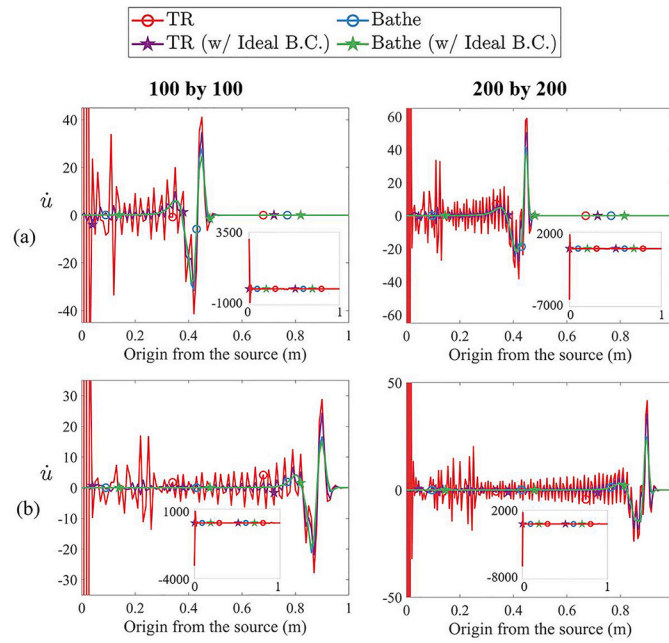 TR Bathe
TR (w/ Ideal B.C.) Bathe (w/ Ideal B.C.)
100 by 100 200 by 200
(a)
u̇
40
20
0
-20
-40
0 0.2 0.4 0.6 0.8 1
Origin from the source (m)
3500
-1000
0 1
60
40
20
0
-20
-40
-60
0 0.2 0.4 0.6 0.8
Origin from the source (m)
2000
-7000
0 1
(b)
u̇
30
20
10
0
-10
-20
-30
0 0.2 0.4 0.6 0.8 1
Origin from the source (m)
1000
-4000
0 1
50
0
-50
0 0.2 0.4 0.6 0.8
Origin from the source (m)
2000
-8000
0 1